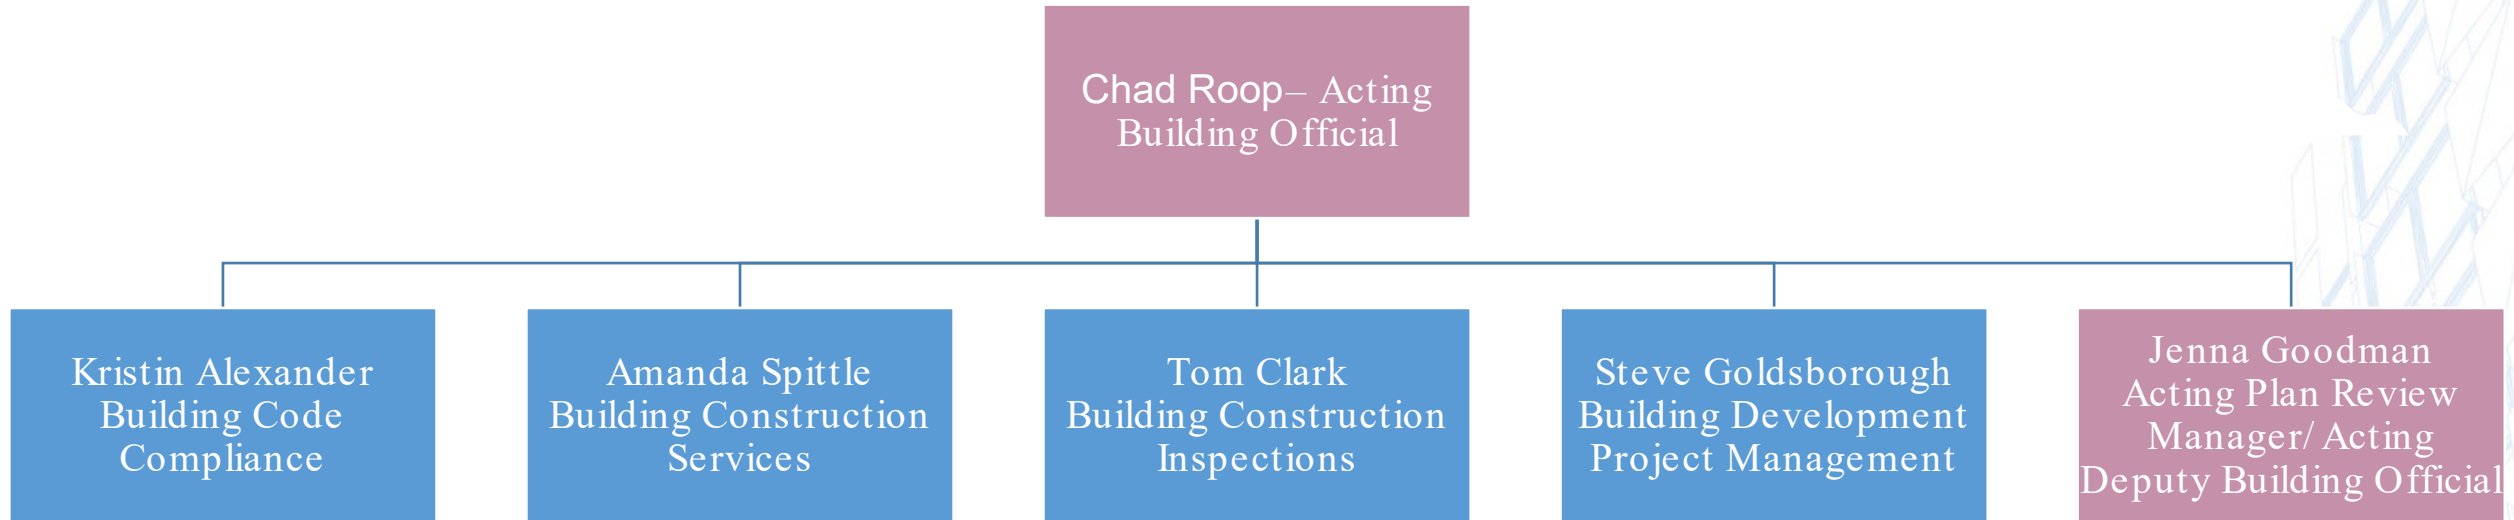 Chad Roop– Acting
Building Official
Kristin Alexander
Building Code
Compliance
Amanda Spittle
Building Construction
Services
Tom Clark
Building Construction
Inspections
Steve Goldsborough
Building Development
Project Management
Jenna Goodman
Acting Plan Review
Manager/ Acting
Deputy Building Official